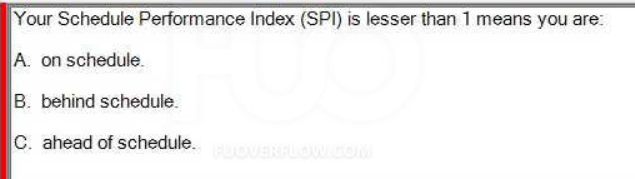 Your Schedule Performance Index (SPI) is lesser than 1 means you are:
A. on schedule.
B. behind schedule.
C. ahead of schedule.
FUO
FUOVERFLOW.COM